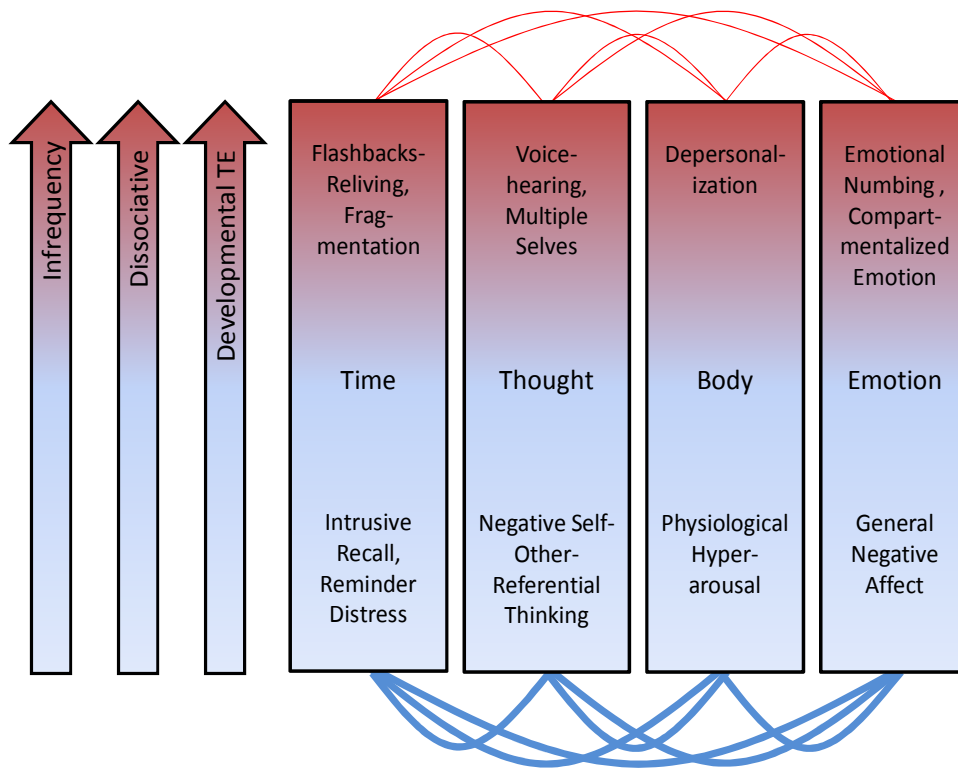 Infrequency
Dissociative
Developmental TE
Flashbacks-
Reliving,
Frag-
mentation
Time
Intrusive
Recall,
Reminder
Distress
Voice-
hearing,
Multiple
Selves
Thought
Negative Self-
Other-
Referential
Thinking
Depersonal-
ization
Body
Physiological
Hyper-
arousal
Emotional
Numbing ,
Compart-
mentalized
Emotion
Emotion
General
Negative
Affect